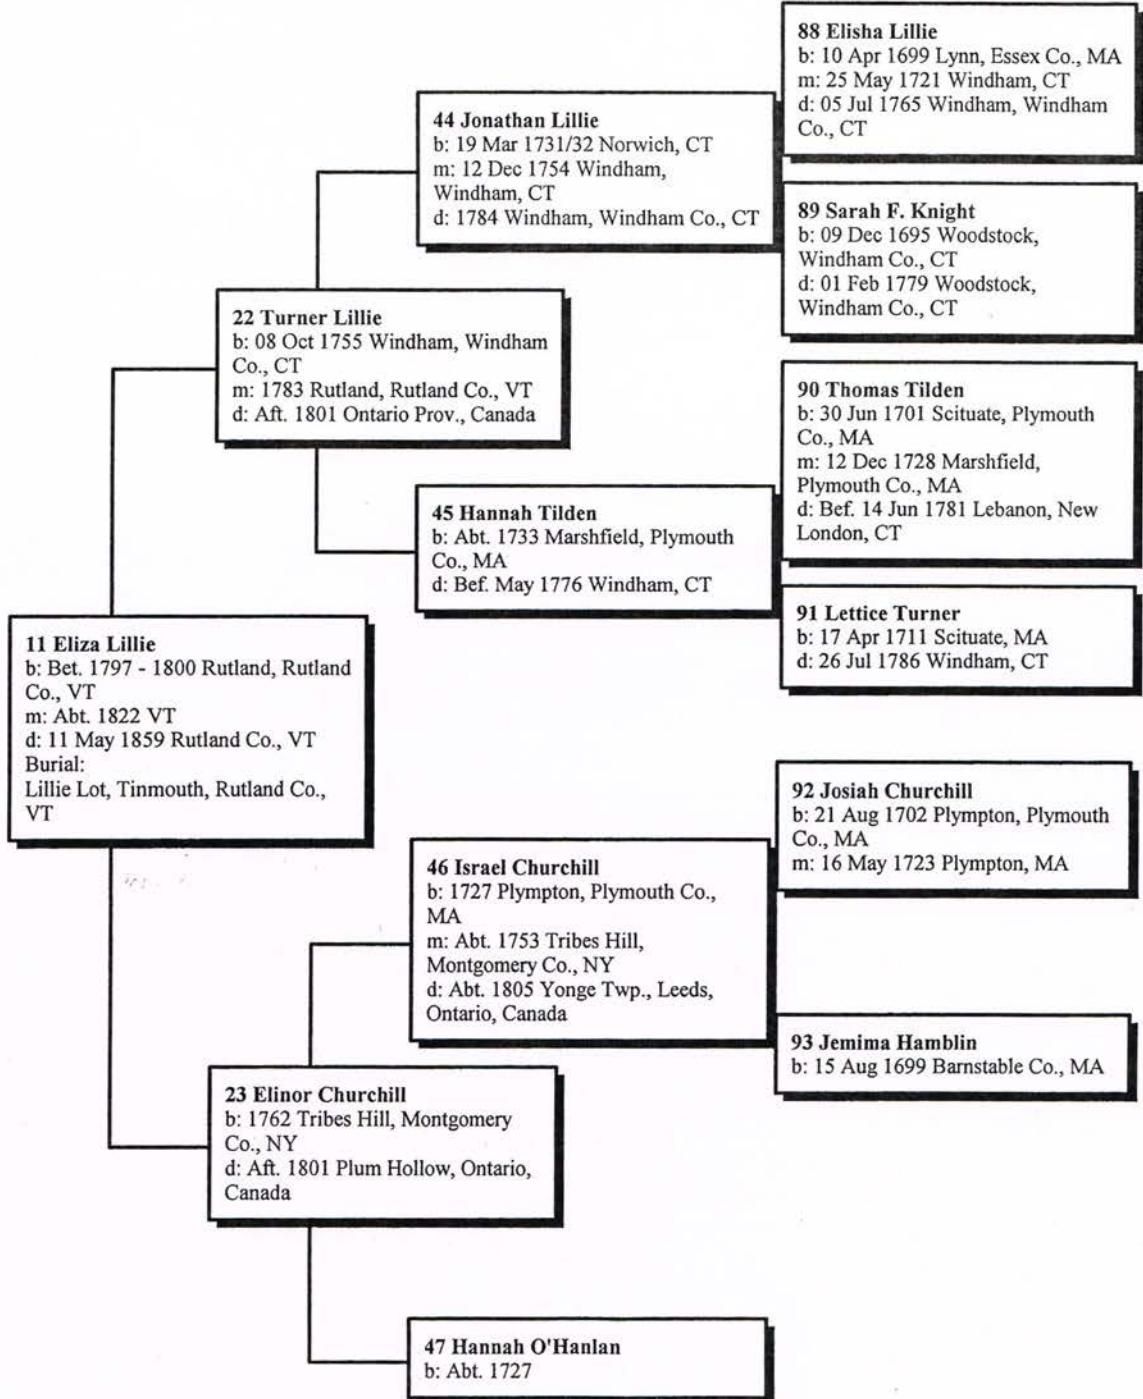 88 Elisha Lillie
b: 10 Apr 1699 Lynn, Essex Co., MA
m: 25 May 1721 Windham, CT
d: 05 Jul 1765 Windham, Windham
Co., CT
44 Jonathan Lillie
b: 19 Mar 1731/32 Norwich, CT
m: 12 Dec 1754 Windham,
Windham, CT
d: 1784 Windham, Windham Co., CT
89 Sarah F. Knight
b: 09 Dec 1695 Woodstock,
Windham Co., CT
d: 01 Feb 1779 Woodstock,
Windham Co., CT
22 Turner Lillie
b: 08 Oct 1755 Windham, Windham
Co., CT
m: 1783 Rutland, Rutland Co., VT
d: Aft. 1801 Ontario Prov., Canada
90 Thomas Tilden
b: 30 Jun 1701 Scituate, Plymouth
Co., MA
m: 12 Dec 1728 Marshfield,
Plymouth Co., MA
d: Bef. 14 Jun 1781 Lebanon, New
London, CT
45 Hannah Tilden
b: Abt. 1733 Marshfield, Plymouth
Co., MA
d: Bef. May 1776 Windham, CT
91 Lettice Turner
b: 17 Apr 1711 Scituate, MA
d: 26 Jul 1786 Windham, CT
11 Eliza Lillie
b: Bet. 1797 - 1800 Rutland, Rutland
Co., VT
m: Abt. 1822 VT
d: 11 May 1859 Rutland Co., VT
Burial:
Lillie Lot, Tinmouth, Rutland Co.,
VT
92 Josiah Churchill
b: 21 Aug 1702 Plympton, Plymouth
Co., MA
m: 16 May 1723 Plympton, MA
46 Israel Churchill
b: 1727 Plympton, Plymouth Co.,
MA
m: Abt. 1753 Tribes Hill,
Montgomery Co., NY
d: Abt. 1805 Yonge Twp., Leeds,
Ontario, Canada
93 Jemima Hamblin
b: 15 Aug 1699 Barnstable Co., MA
23 Elinor Churchill
b: 1762 Tribes Hill, Montgomery
Co., NY
d: Aft. 1801 Plum Hollow, Ontario,
Canada
47 Hannah O'Hanlan
b: Abt. 1727